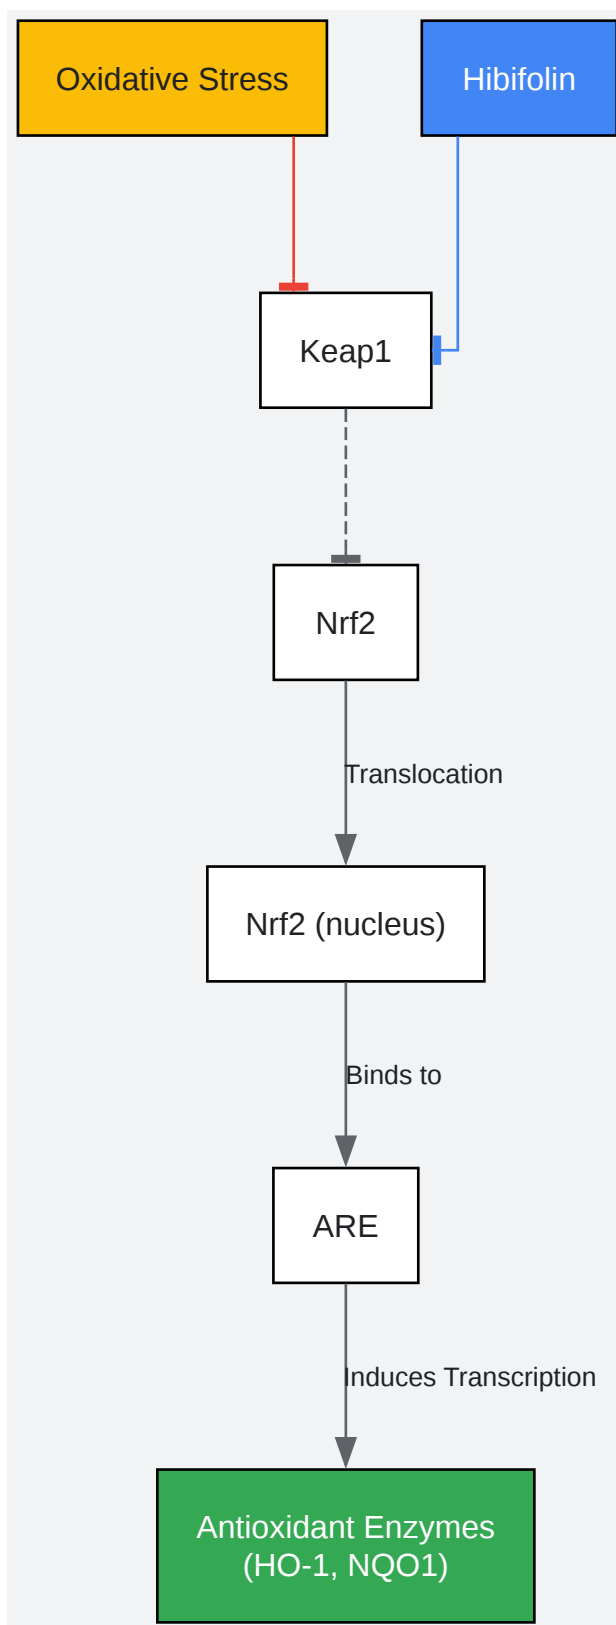 Oxidative Stress
Hibifolin
Keap1
Nrf2
Translocation
Nrf2 (nucleus)
Binds to
ARE
Induces Transcription
Antioxidant Enzymes
(HO-1, NQO1)